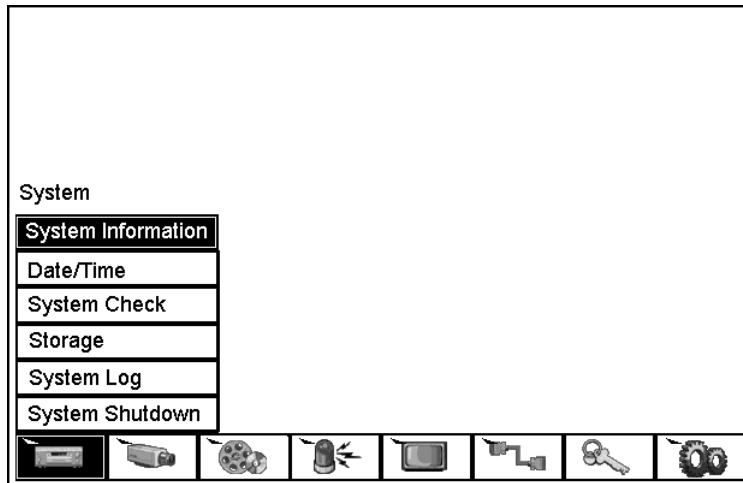 System
System Information
Date/Time
System Check
Storage
System Log
System Shutdown